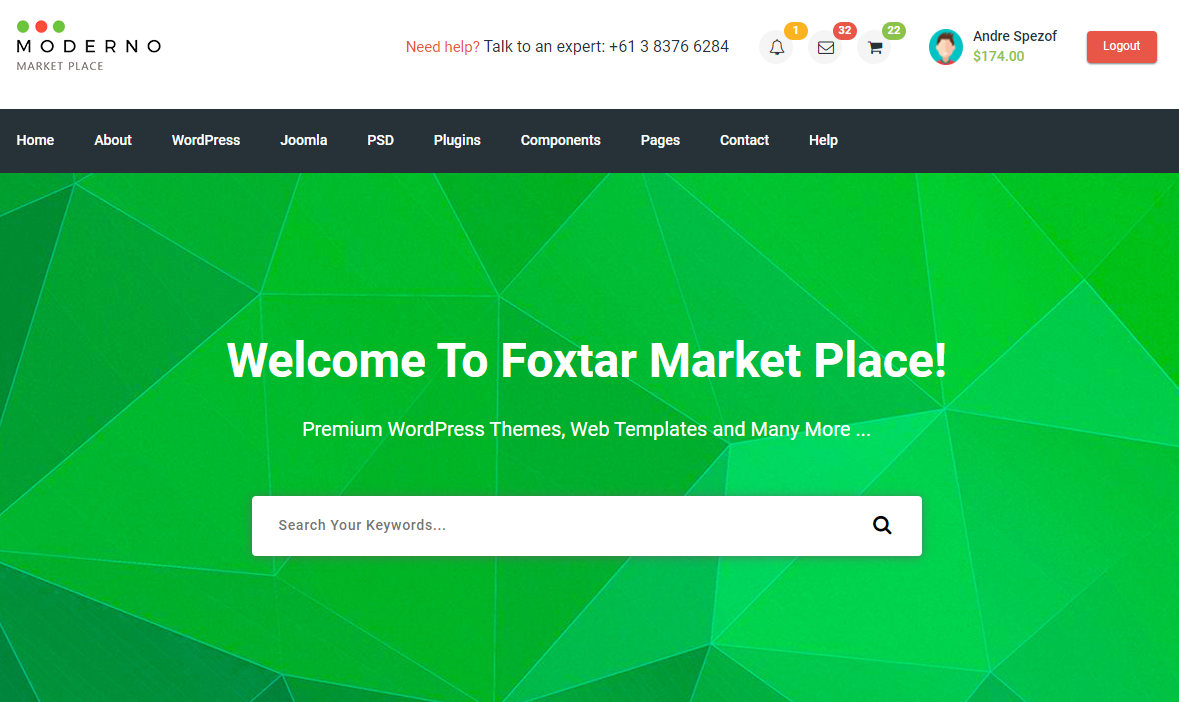 MODERNO
MARKET PLACE
Need help? Talk to an expert: +61 3 8376 6284
1
32
22
Andre Spezof
$174.00
Logout
Home About WordPress Joomla PSD Plugins Components Pages Contact Help
Welcome To Foxtar Market Place!
Premium WordPress Themes, Web Templates and Many More ...
Search Your Keywords...